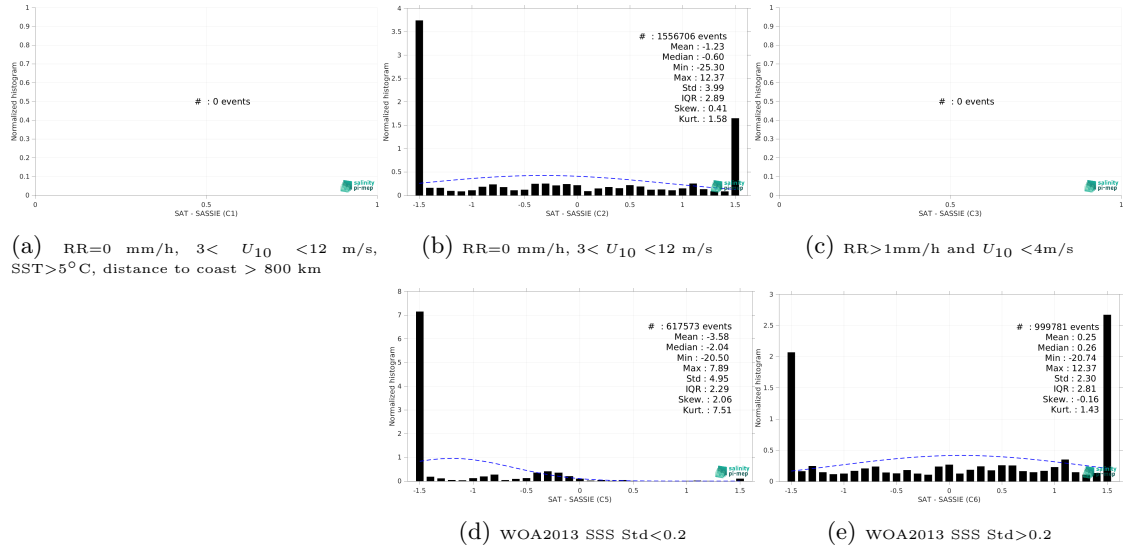 1
0.9
0.8
0.7
0.6
0.5
0.4
0.3
0.2
0.1
0
Normalized histogram
# : 0 events
0 0.5 1
SAT - SASSIE (C1)
salinity
pi-mep
(a) RR=0 mm/h, 3< U10 <12 m/s,
SST>5°C, distance to coast > 800 km
4
3.5
3
2.5
2
1.5
1
0.5
0
Normalized histogram
# : 1556706 events
Mean : -1.23
Median : -0.60
Min : -25.30
Max : 12.37
Std : 3.99
IQR : 2.89
Skew. : 0.41
Kurt. : 1.58
-1.5 -1 -0.5 0 0.5 1 1.5
SAT - SASSIE (C2)
salinity
pi-mep
(b) RR=0 mm/h, 3< U10 <12 m/s
1
0.9
0.8
0.7
0.6
0.5
0.4
0.3
0.2
0.1
0
Normalized histogram
# : 0 events
0 0.5 1
SAT - SASSIE (C3)
salinity
pi-mep
(c) RR>1mm/h and U10 <4m/s
8
7
6
5
4
3
2
1
0
Normalized histogram
# : 617573 events
Mean : -3.58
Median : -2.04
Min : -20.50
Max : 7.89
Std : 4.95
IQR : 2.29
Skew. : 2.06
Kurt. : 7.51
-1.5 -1 -0.5 0 0.5 1 1.5
SAT - SASSIE (C5)
salinity
pi-mep
(d) WOA2013 SSS Std<0.2
3
2.5
2
1.5
1
0.5
0
Normalized histogram
# : 999781 events
Mean : 0.25
Median : 0.26
Min : -20.74
Max : 12.37
Std : 2.30
IQR : 2.81
Skew. : -0.16
Kurt. : 1.43
-1.5 -1 -0.5 0 0.5 1 1.5
SAT - SASSIE (C6)
salinity
pi-mep
(e) WOA2013 SSS Std>0.2